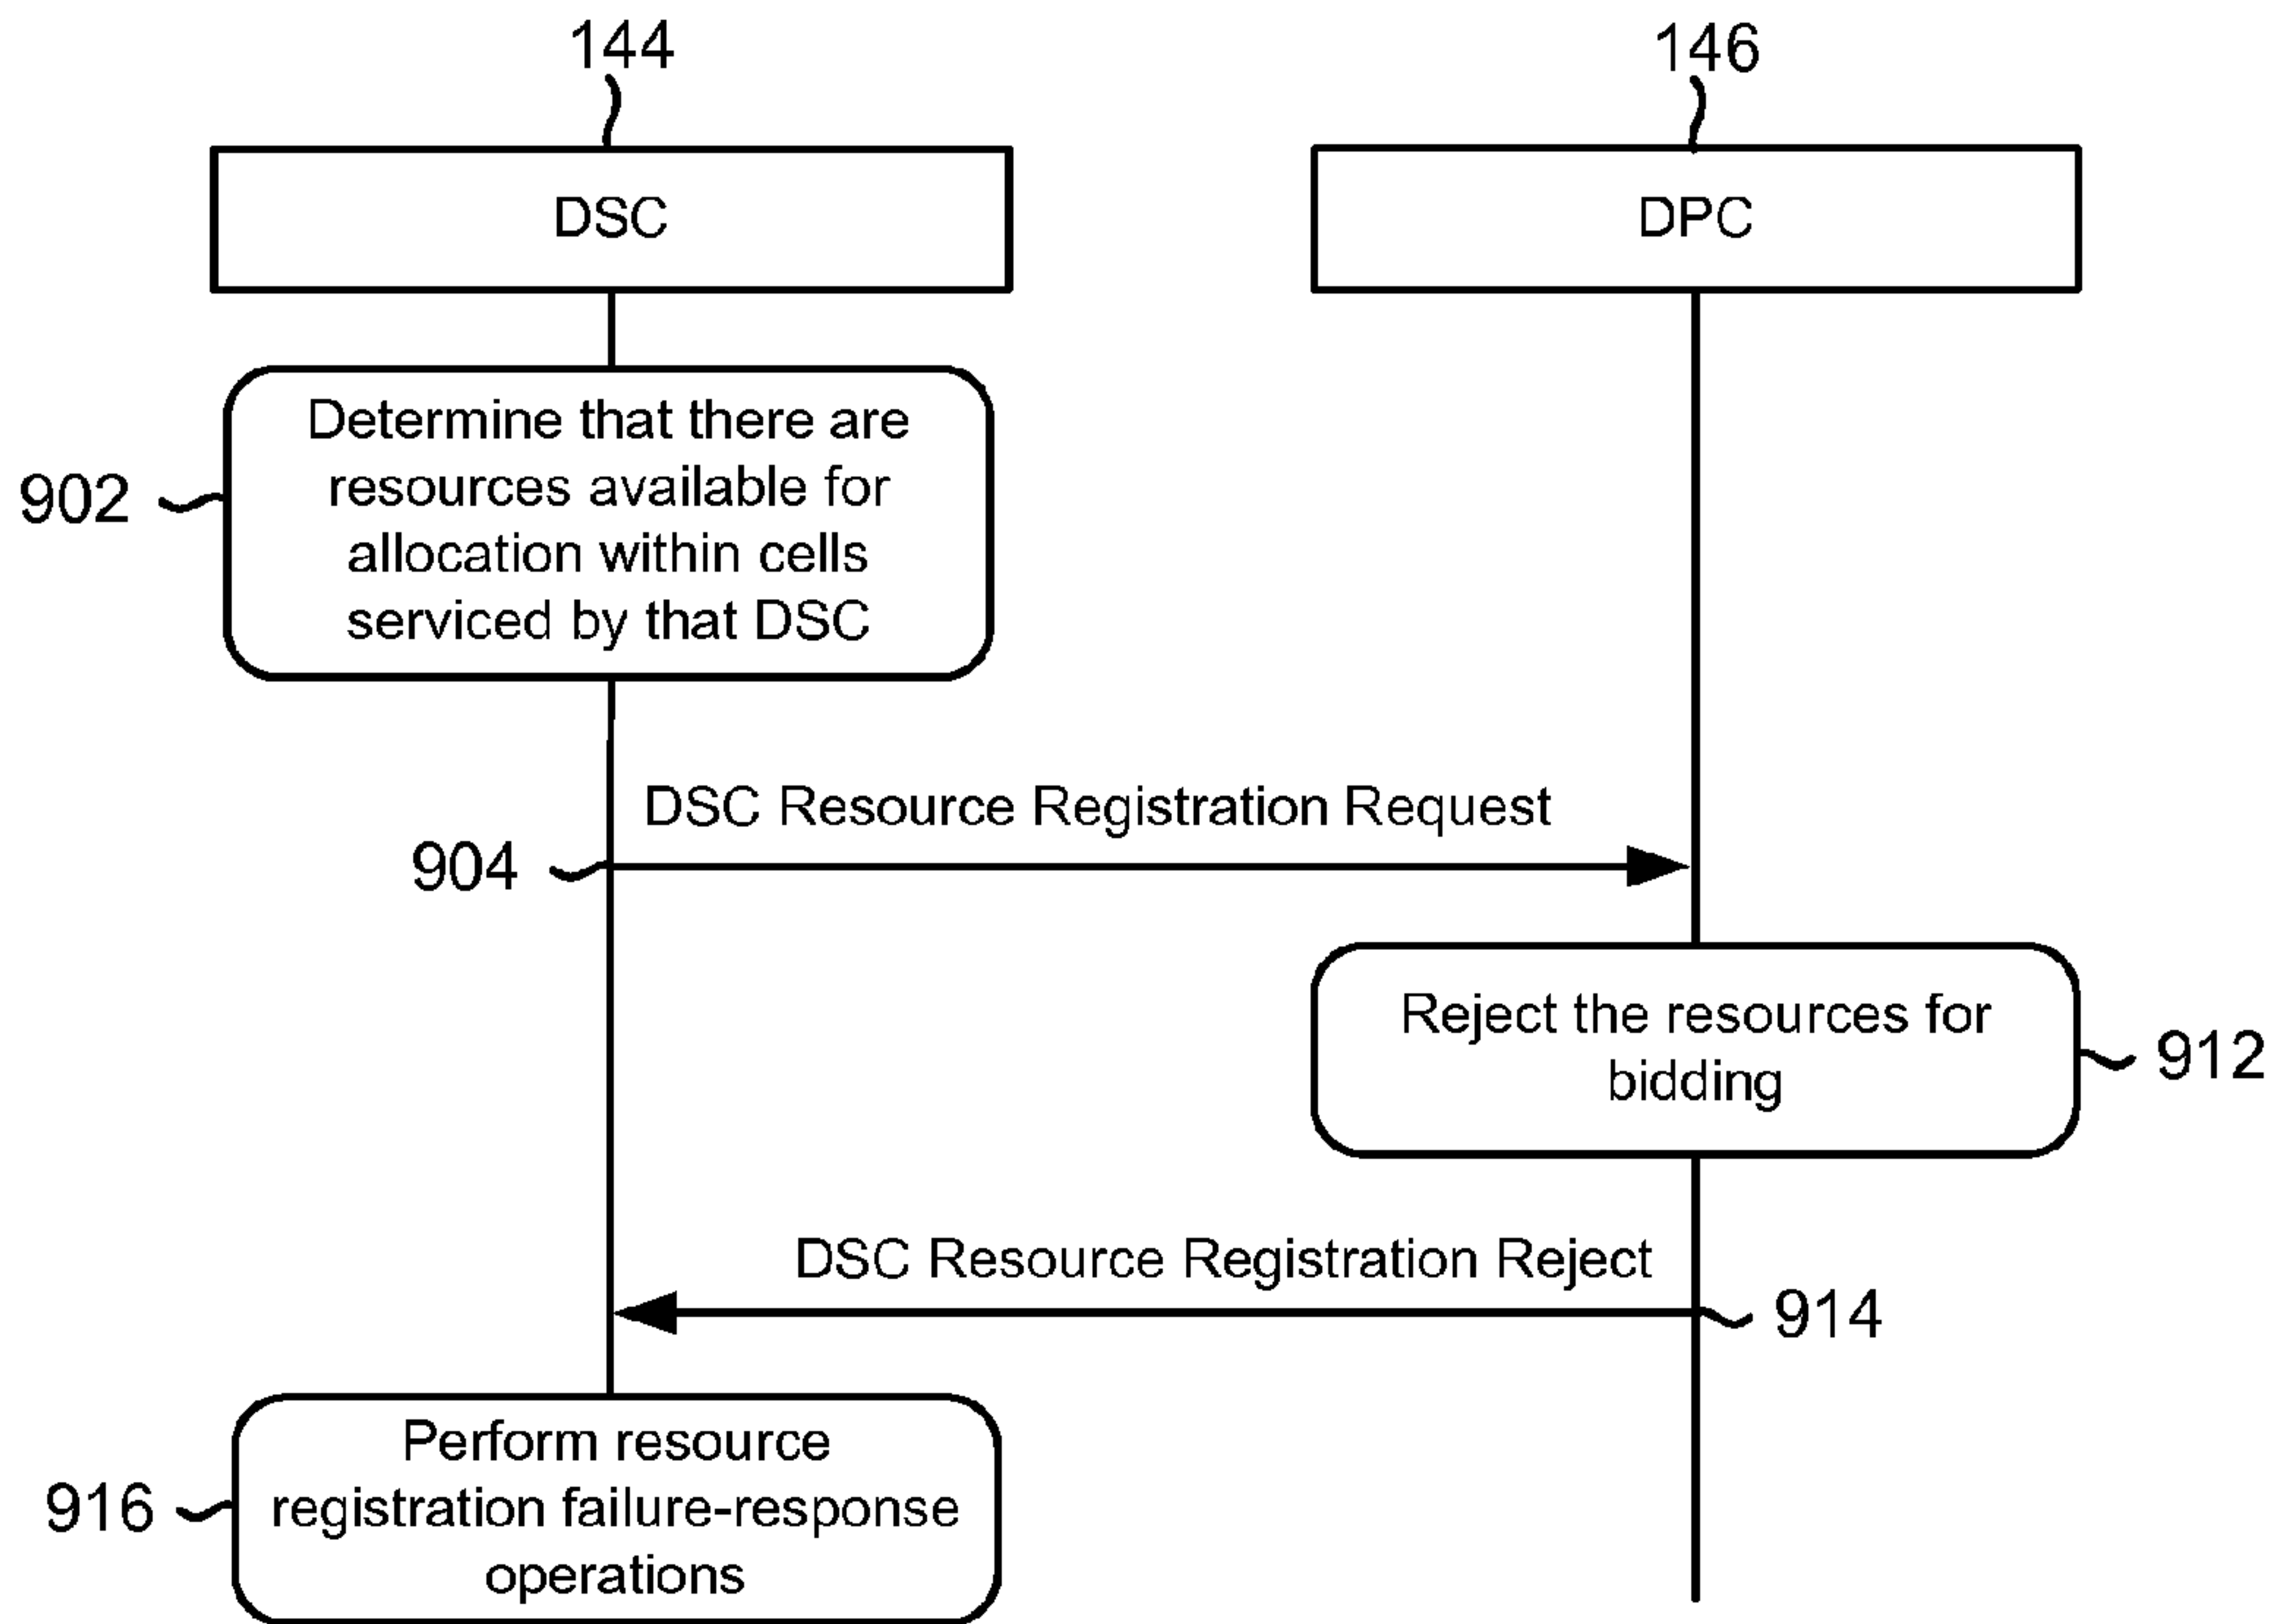 144
146
DSC
DPC
902
Determine that there are
resources available for
allocation within cells
serviced by that DSC
DSC Resource Registration Request
904
Reject the resources for
bidding
912
DSC Resource Registration Reject
914
916
Perform resource
registration failure-response
operations